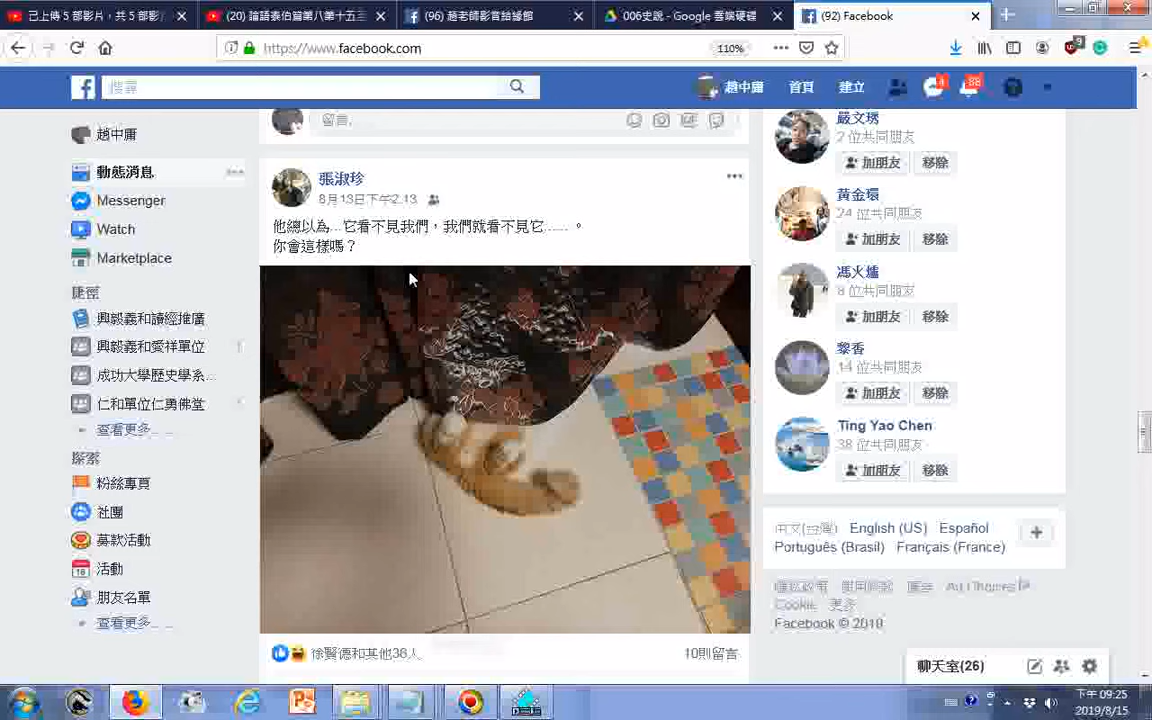 己上傳 5 部影片，共 5 部影片
(20) 論語泰伯篇第八第十五
(96) 趙老師影音話據館
006史說 - Google 雲端硬碟
(92) Facebook
https://www.facebook.com
110%
9
搜尋
趙中庸
首頁
建立
4
88
趙中庸
動態消息
Messenger
Watch
Marketplace
捷徑
興毅義和讀經推廣
興毅義和愛祥單位 1
成功大學歷史學系...
仁和單位仁勇佛堂
查看更多...
探索
粉絲專頁
社團
募款活動
活動
朋友名單
查看更多...
留言...
張淑珍
8月13日下午2:13
他總以為...它看不見我們，我們就看不見它...... 。
你會這樣嗎？
徐賢德和其他36人
10則留言
嚴文琇
2 位共同朋友
加朋友 移除
黃金環
24 位共同朋友
加朋友 移除
馮火爐
8 位共同朋友
加朋友 移除
黎香
14 位共同朋友
加朋友 移除
Ting Yao Chen
38 位共同朋友
加朋友 移除
中文(台灣) English (US) Español
Português (Brasil) Français (France)
Cookie 更多
Facebook © 2019
聊天室(26)
下午 09:25
2019/8/15